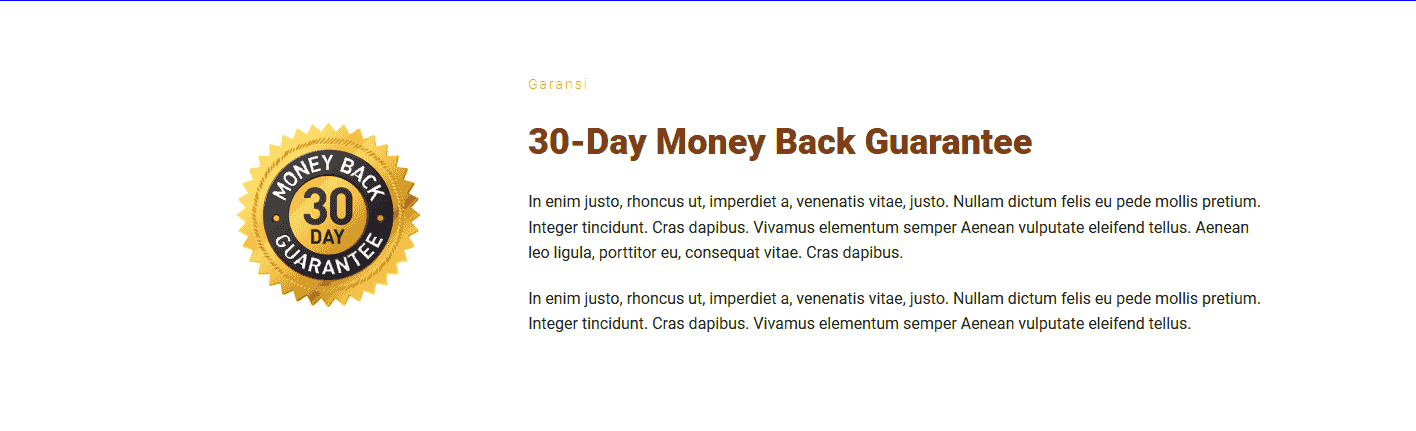 Garansi
30-Day Money Back Guarantee
MONEY BACK
30
DAY
GUARANTEE
In enim justo, rhoncus ut, imperdiet a, venenatis vitae, justo. Nullam dictum felis eu pede mollis pretium.
Integer tincidunt. Cras dapibus. Vivamus elementum semper Aenean vulputate eleifend tellus. Aenean
leo ligula, porttitor eu, consequat vitae. Cras dapibus.
In enim justo, rhoncus ut, imperdiet a, venenatis vitae, justo. Nullam dictum felis eu pede mollis pretium.
Integer tincidunt. Cras dapibus. Vivamus elementum semper Aenean vulputate eleifend tellus.